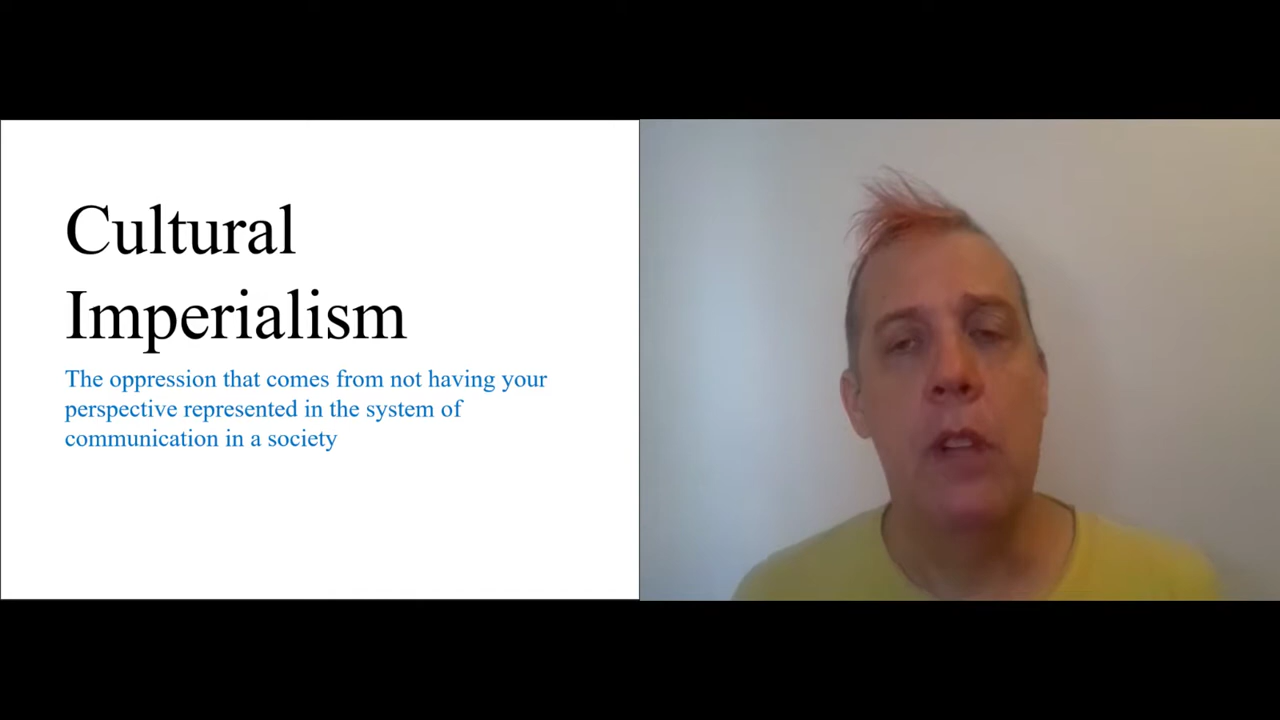 Cultural
Imperialism
The oppression that comes from not having your
perspective represented in the system of
communication in a society